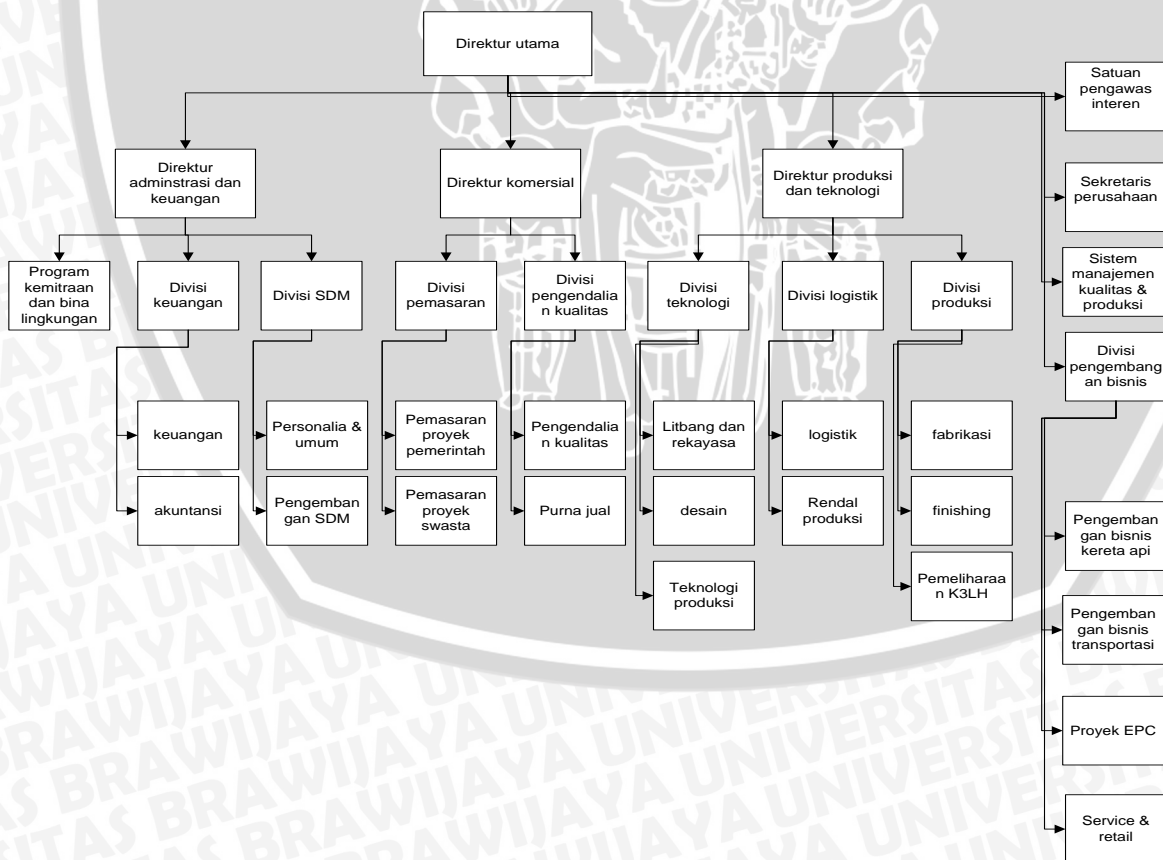 Direktur utama
Satuan
pengawas
interen
Direktur
adminstrasi dan
keuangan
Direktur komersial
Direktur produksi
dan teknologi
Sekretaris
perusahaan
Program
kemitraan
dan bina
lingkungan
Divisi
keuangan
Divisi SDM
Divisi
pemasaran
Divisi
pengendalia
n kualitas
Divisi
teknologi
Divisi logistik
Divisi
produksi
Sistem
manajemen
kualitas &
produksi
Divisi
pengembang
an bisnis
keuangan
Personalia &
umum
Pemasaran
proyek
pemerintah
Pengendalia
n kualitas
Litbang dan
rekayasa
logistik
fabrikasi
akuntansi
Pengemban
gan SDM
Pemasaran
proyek
swasta
Purna jual
desain
Rendal
produksi
finishing
Pengemban
gan bisnis
kereta api
Teknologi
produksi
Pemeliharaa
n K3LH
Pengemban
gan bisnis
transportasi
Proyek EPC
Service &
retail